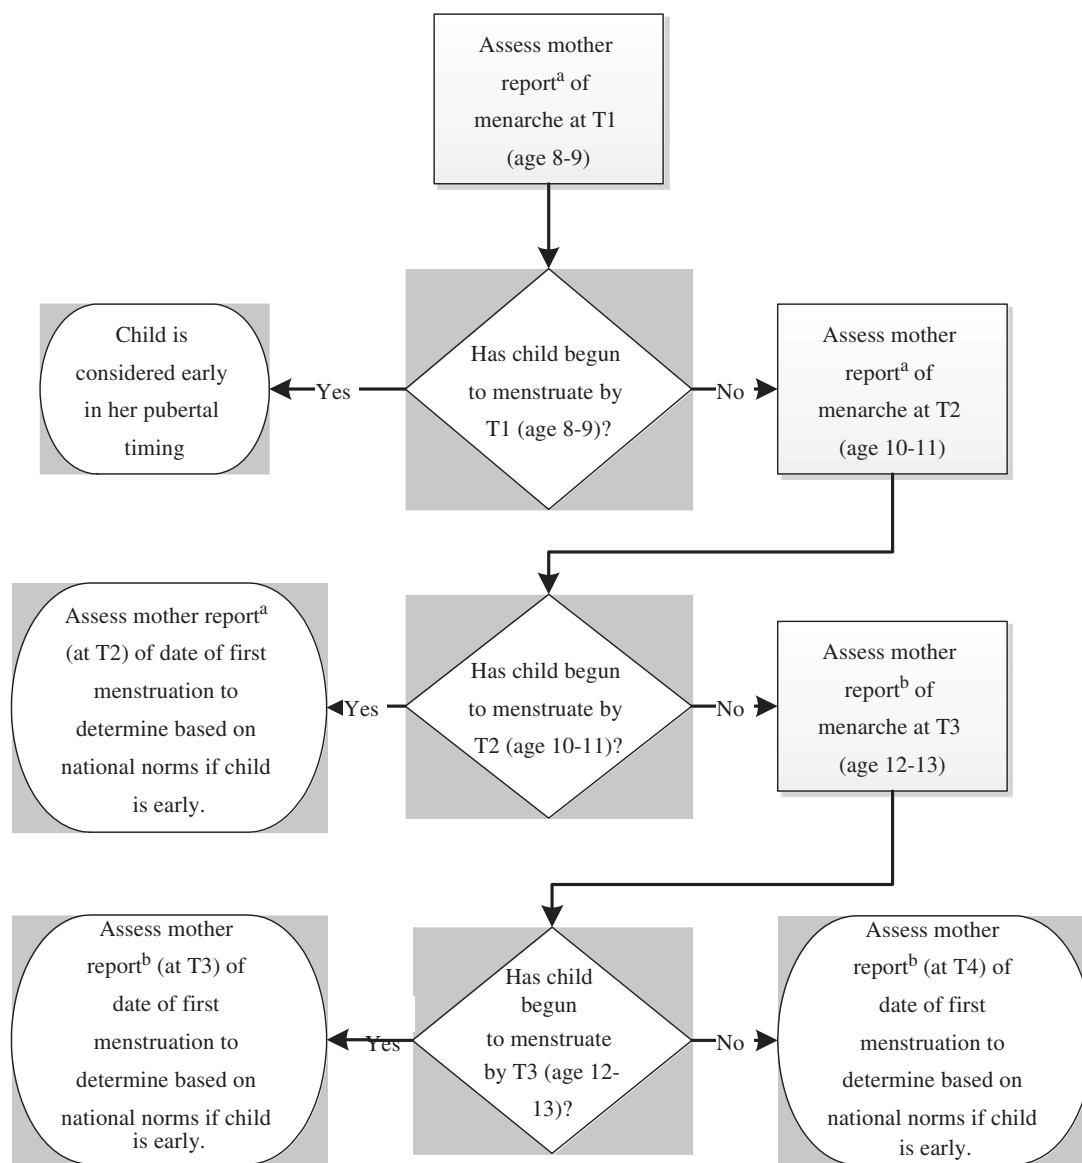 Assess mother
reportᵃ of
menarche at T1
(age 8-9)
Child is
considered early
in her pubertal
timing
Yes
Has child begun
to menstruate by
T1 (age 8-9)?
No
Assess mother
reportᵃ of
menarche at T2
(age 10-11)
Assess mother reportᵃ
(at T2) of date of first
menstruation to
determine based on
national norms if child
is early.
Yes
Has child begun
to menstruate by
T2 (age 10-11)?
No
Assess mother
reportᵇ of
menarche at T3
(age 12-13)
Assess mother
reportᵇ (at T3) of
date of first
menstruation to
determine based on
national norms if child
is early.
Yes
Has child
begun
to menstruate
by T3 (age 12-
13)?
No
Assess mother
reportᵇ (at T4) of
date of first
menstruation to
determine based on
national norms if child
is early.